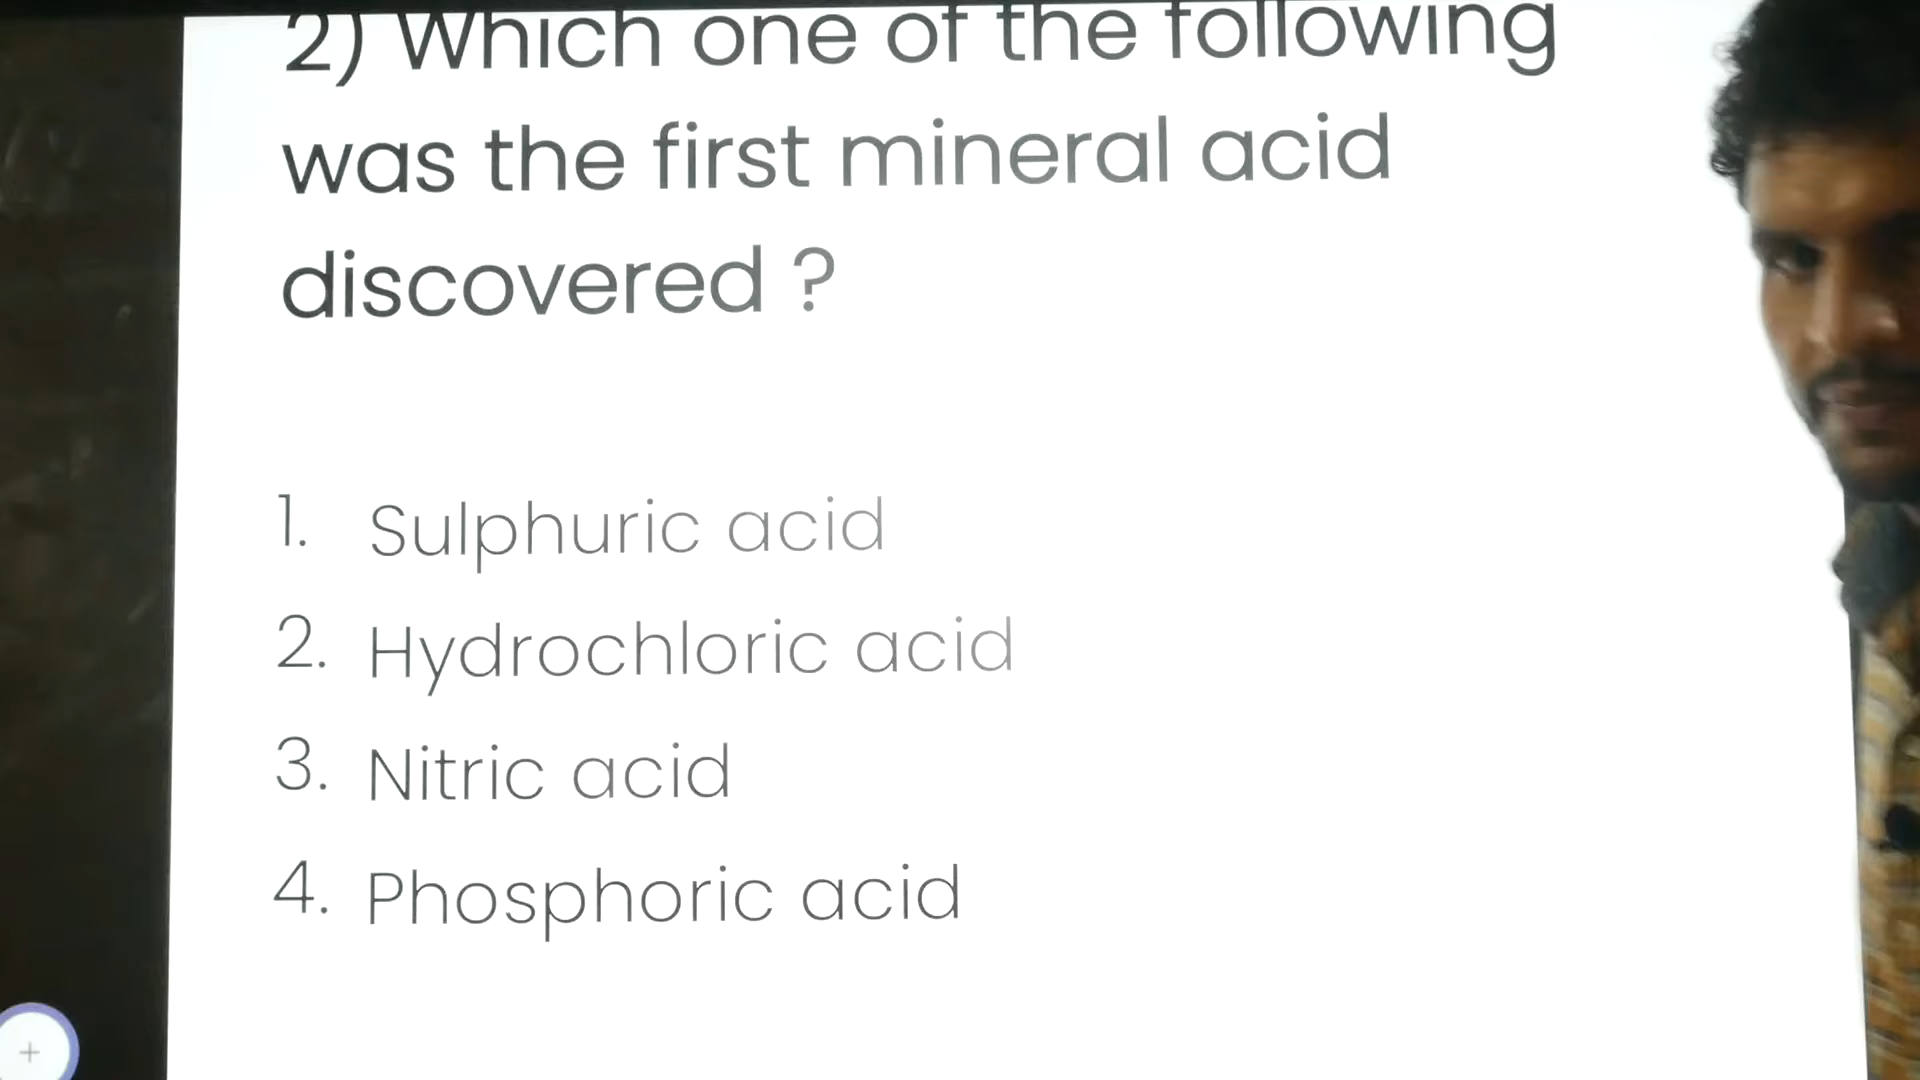 2) Which one of the following
was the first mineral acid
discovered ?
1. Sulphuric acid
2. Hydrochloric acid
3. Nitric acid
4. Phosphoric acid